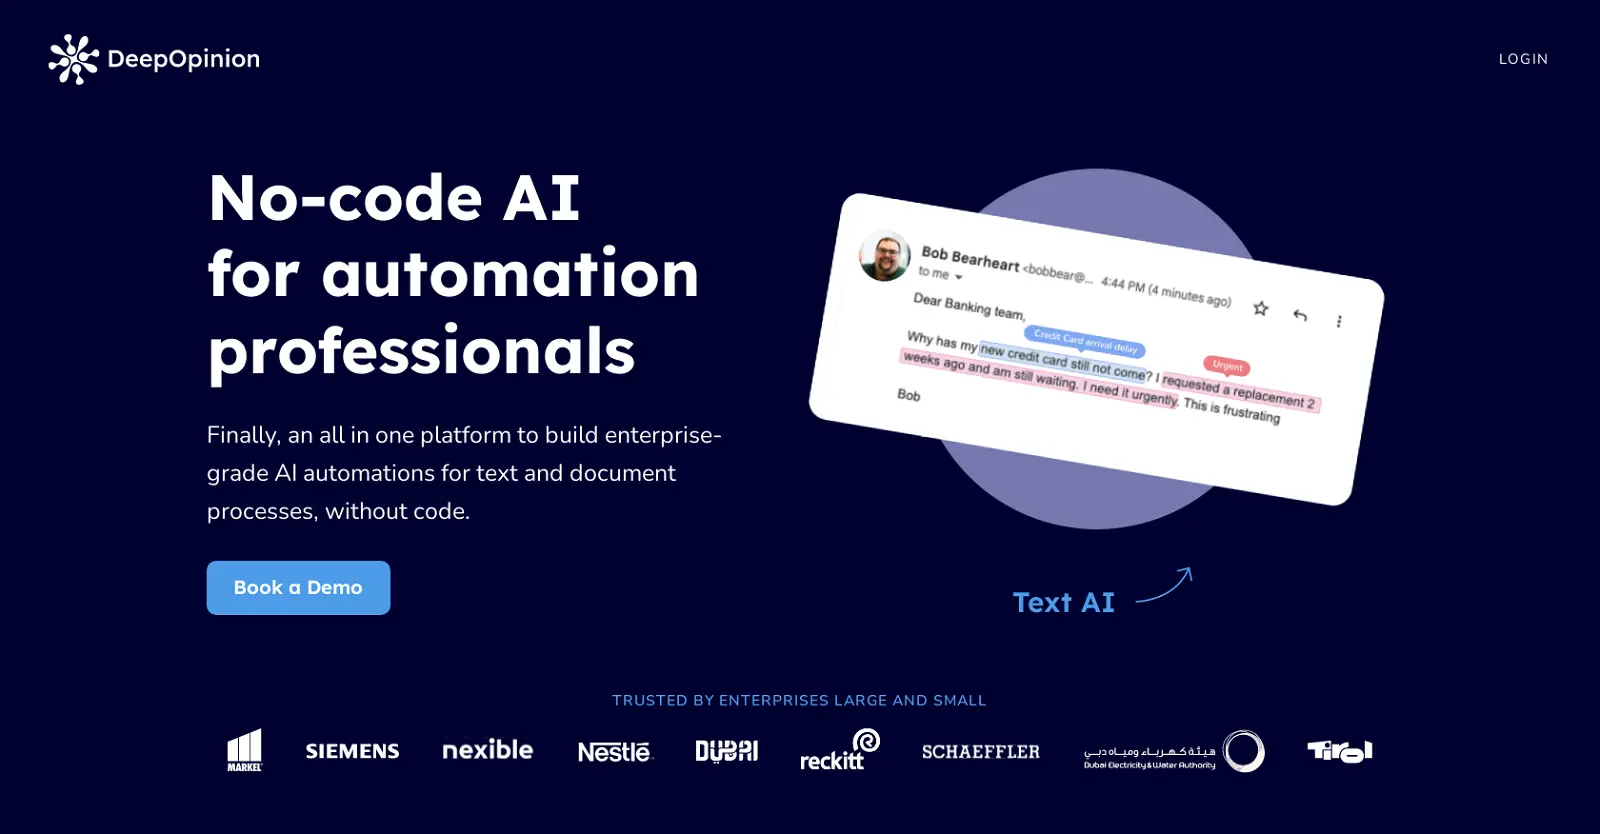 DeepOpinion
LOGIN
No-code AI
for automation
professionals
Finally, an all in one platform to build enterprise-
grade AI automations for text and document
processes, without code.
Book a Demo
Bob Bearheart <bobbear@... 4:44 PM (4 minutes ago)
to me
Dear Banking team,
Credit Card arrival delay
Urgent
Why has my new credit card still not come? I requested a replacement 2
weeks ago and am still waiting. I need it urgently. This is frustrating
Bob
Text AI
TRUSTED BY ENTERPRISES LARGE AND SMALL
MARKEL
SIEMENS
nexible
Nestlé
DUBAI
reckitt
SCHAEFFLER
هيئة كهرباء ومياه دبي
Dubai Electricity & Water Authority
Tirol